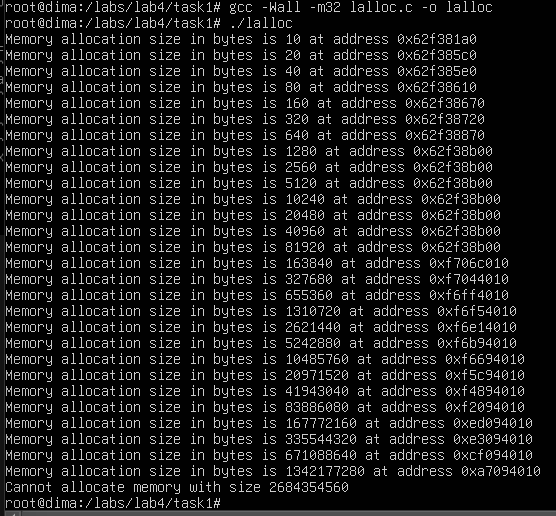 root@dima:/labs/lab4/task1# gcc -Wall -m32 lalloc.c -o lalloc
root@dima:/labs/lab4/task1# ./lalloc
Memory allocation size in bytes is 10 at address 0x62f381a0
Memory allocation size in bytes is 20 at address 0x62f385c0
Memory allocation size in bytes is 40 at address 0x62f385e0
Memory allocation size in bytes is 80 at address 0x62f38610
Memory allocation size in bytes is 160 at address 0x62f38670
Memory allocation size in bytes is 320 at address 0x62f38720
Memory allocation size in bytes is 640 at address 0x62f38870
Memory allocation size in bytes is 1280 at address 0x62f38b00
Memory allocation size in bytes is 2560 at address 0x62f38b00
Memory allocation size in bytes is 5120 at address 0x62f38b00
Memory allocation size in bytes is 10240 at address 0x62f38b00
Memory allocation size in bytes is 20480 at address 0x62f38b00
Memory allocation size in bytes is 40960 at address 0x62f38b00
Memory allocation size in bytes is 81920 at address 0x62f38b00
Memory allocation size in bytes is 163840 at address 0xf706c010
Memory allocation size in bytes is 327680 at address 0xf7044010
Memory allocation size in bytes is 655360 at address 0xf6ff4010
Memory allocation size in bytes is 1310720 at address 0xf6f54010
Memory allocation size in bytes is 2621440 at address 0xf6e14010
Memory allocation size in bytes is 5242880 at address 0xf6b94010
Memory allocation size in bytes is 10485760 at address 0xf6694010
Memory allocation size in bytes is 20971520 at address 0xf5c94010
Memory allocation size in bytes is 41943040 at address 0xf4894010
Memory allocation size in bytes is 83886080 at address 0xf2094010
Memory allocation size in bytes is 167772160 at address 0xed094010
Memory allocation size in bytes is 335544320 at address 0xe3094010
Memory allocation size in bytes is 671088640 at address 0xcf094010
Memory allocation size in bytes is 1342177280 at address 0xa7094010
Cannot allocate memory with size 2684354560
root@dima:/labs/lab4/task1#